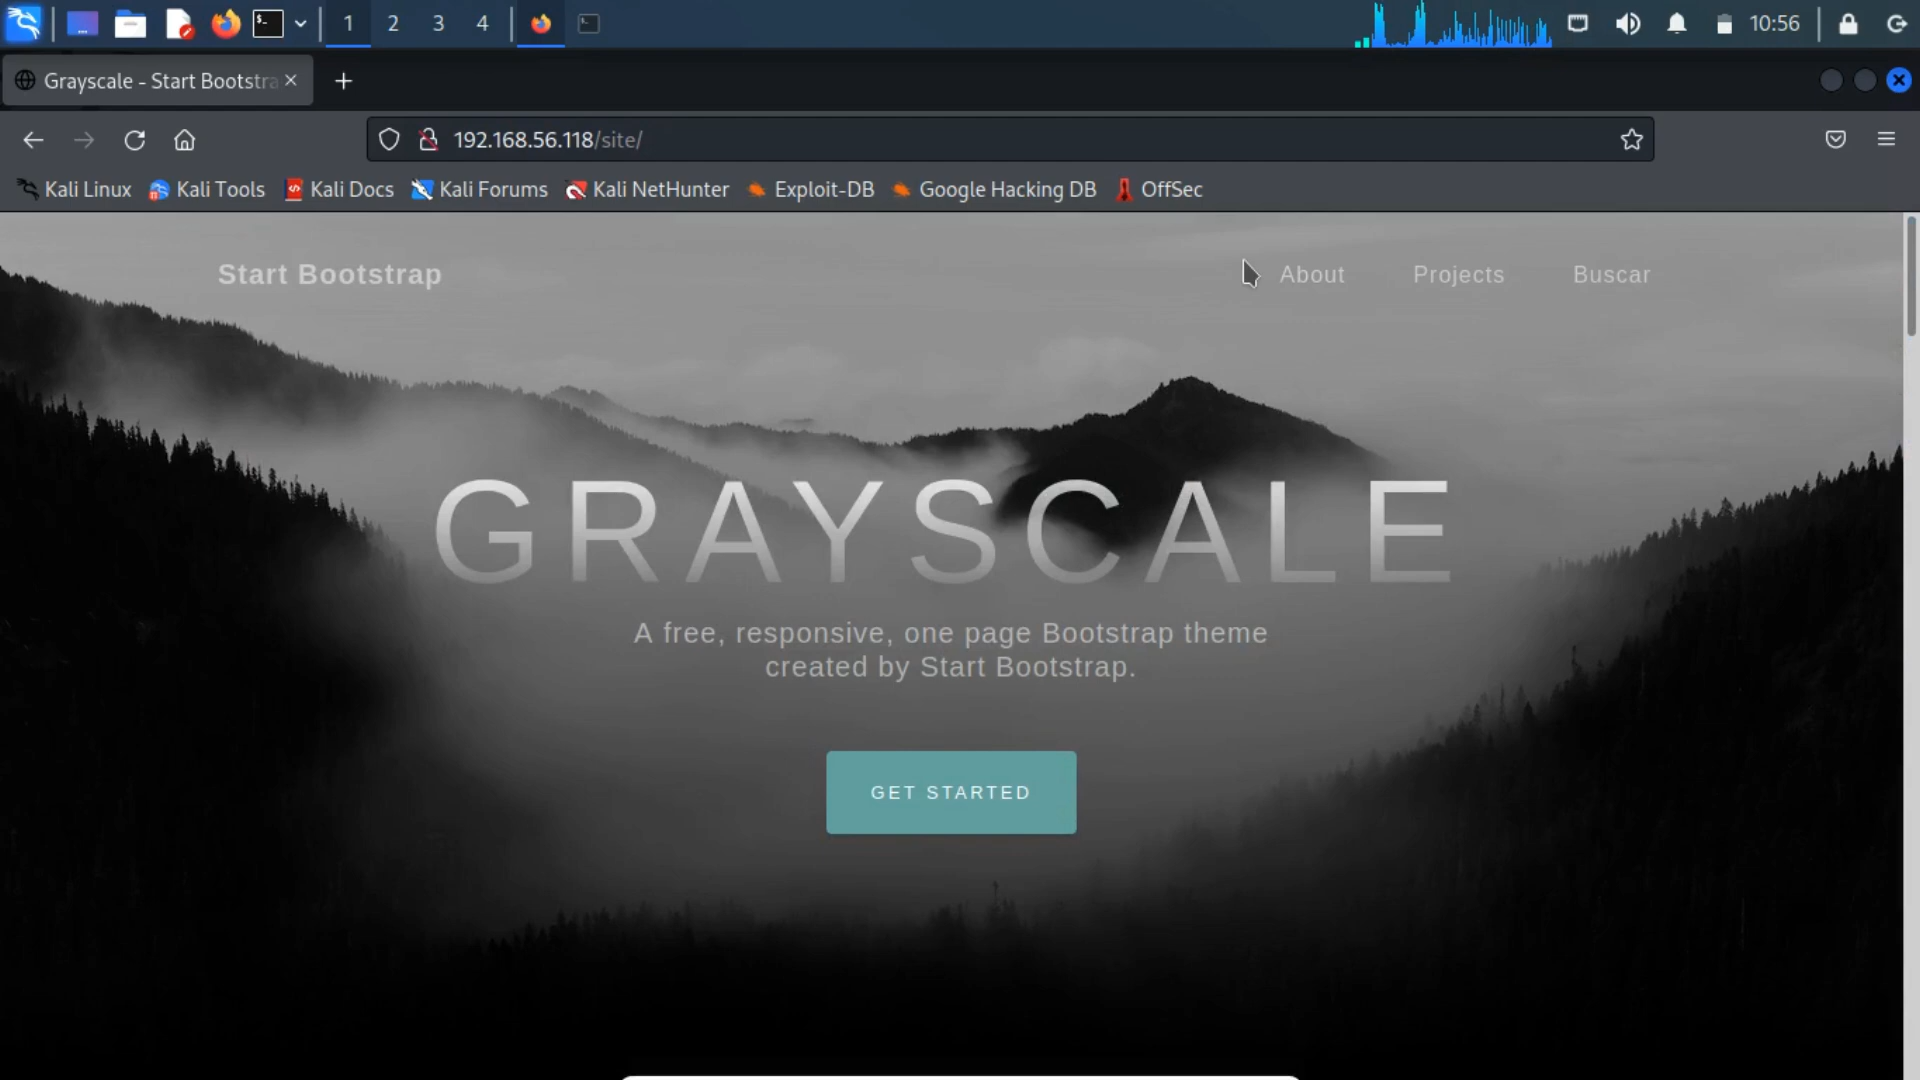 1 2 3 4 10:56
Grayscale - Start Bootstra
192.168.56.118/site/
Kali Linux Kali Tools Kali Docs Kali Forums Kali NetHunter Exploit-DB Google Hacking DB OffSec
Start Bootstrap About Projects Buscar
GRAYSCALE
A free, responsive, one page Bootstrap theme
created by Start Bootstrap.
GET STARTED